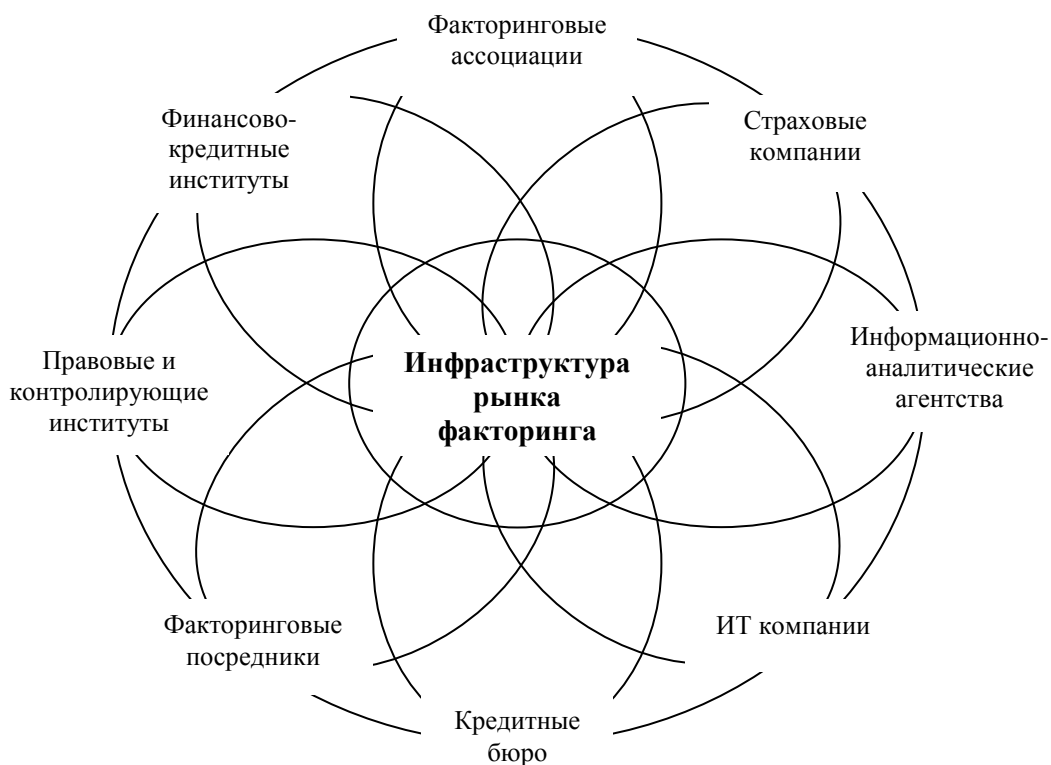 Факторинговые
ассоциации
Финансово-
кредитные
институты
Страховые
компании
Правовые и
контролирующие
институты
Инфраструктура
рынка
факторинга
Информационно-
аналитические
агентства
Факторинговые
посредники
ИТ компании
Кредитные
бюро